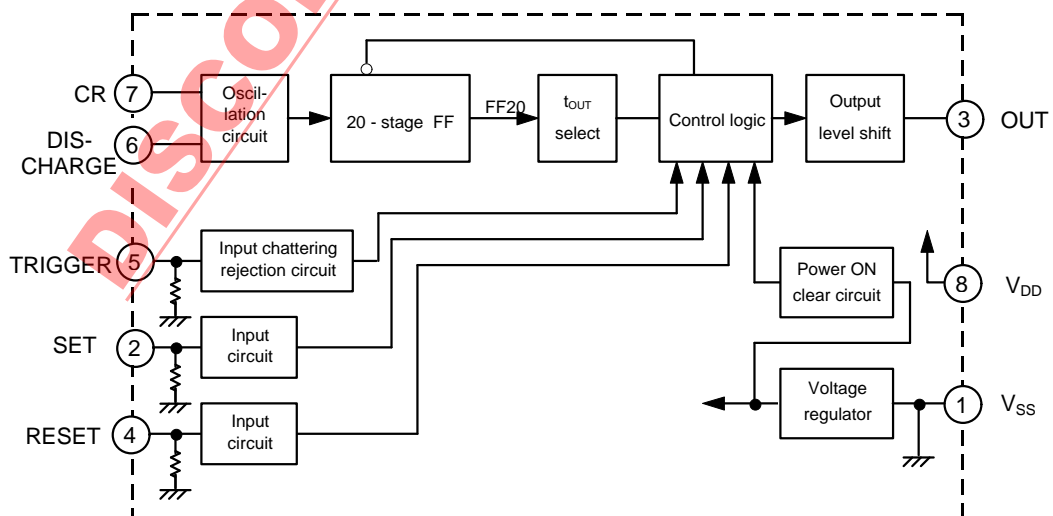 DISCO
CR
7
Oscil-
lation
circuit
20 - stage FF
FF20
tOUT
select
Control logic
Output
level shift
3
OUT
DIS-
CHARGE
6
TRIGGER
5
Input chattering
rejection circuit
Power ON
clear circuit
8
VDD
SET
2
Input
circuit
Voltage
regulator
1
VSS
RESET
4
Input
circuit